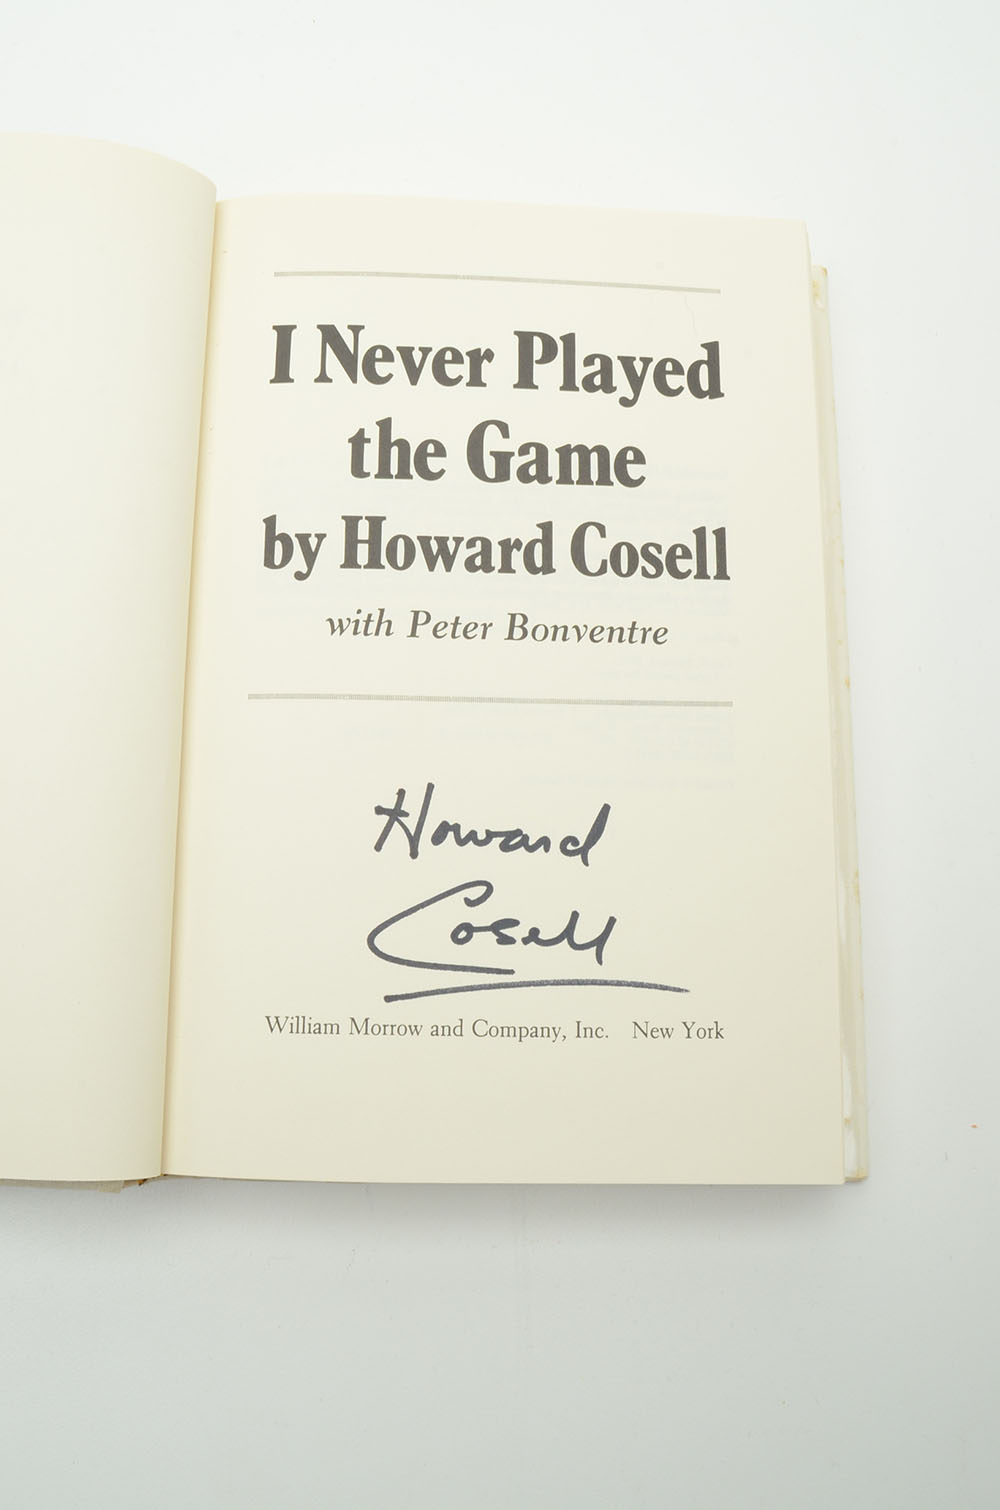 I Never Played
the Game
by Howard Cosell
with Peter Bonventre
Howard
Cosell
William Morrow and Company, Inc. New York